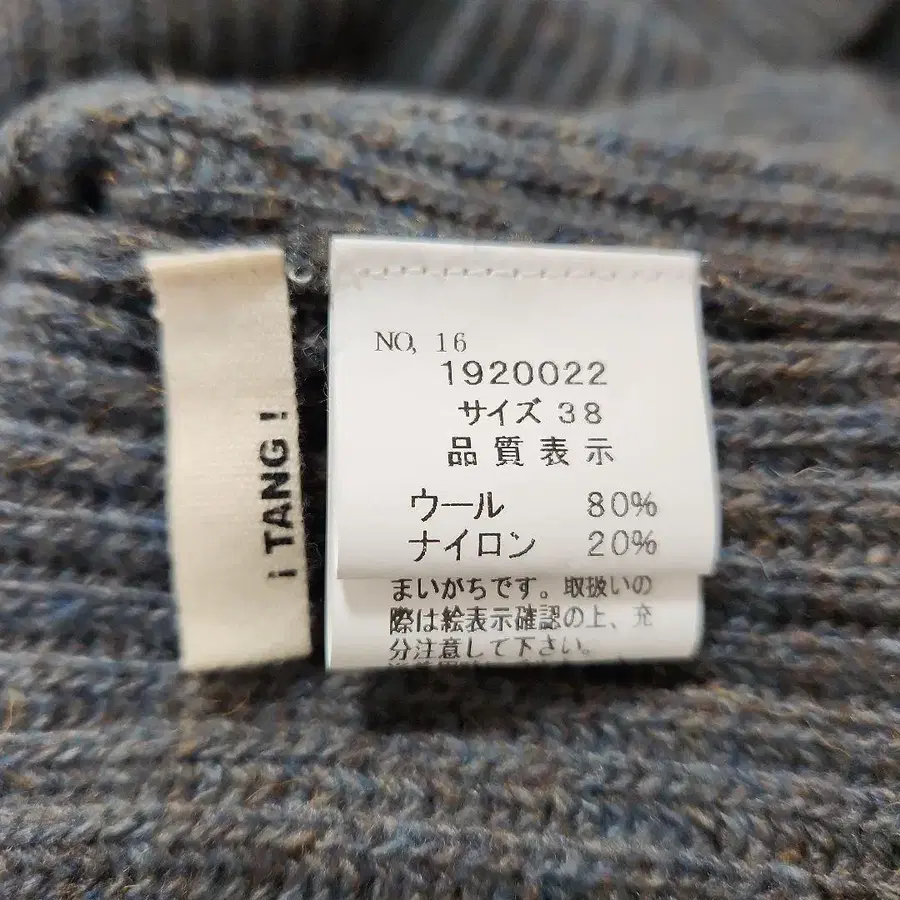 ¡ TANG !
NO, 16
1920022
サイズ 38
品質表示
ウール 80%
ナイロン 20%
まいがちです。取扱いの
際は絵表示確認の上、充
分注意して下さい。